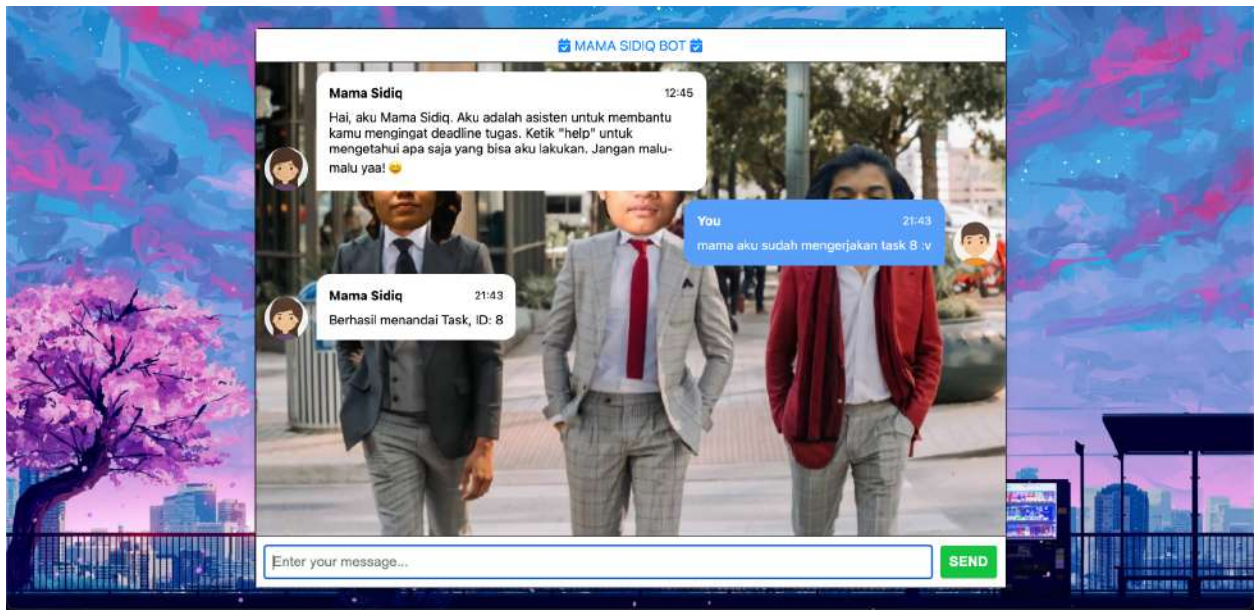 MAMA SIDIQ BOT
Mama Sidiq 12:45
Hai, aku Mama Sidiq. Aku adalah asisten untuk membantu
kamu mengingat deadline tugas. Ketik "help" untuk
mengetahui apa saja yang bisa aku lakukan. Jangan malu-
malu yaa! 😄
You 21:43
mama aku sudah mengerjakan task 8 :v
Mama Sidiq 21:43
Berhasil menandai Task, ID: 8
Enter your message...
SEND